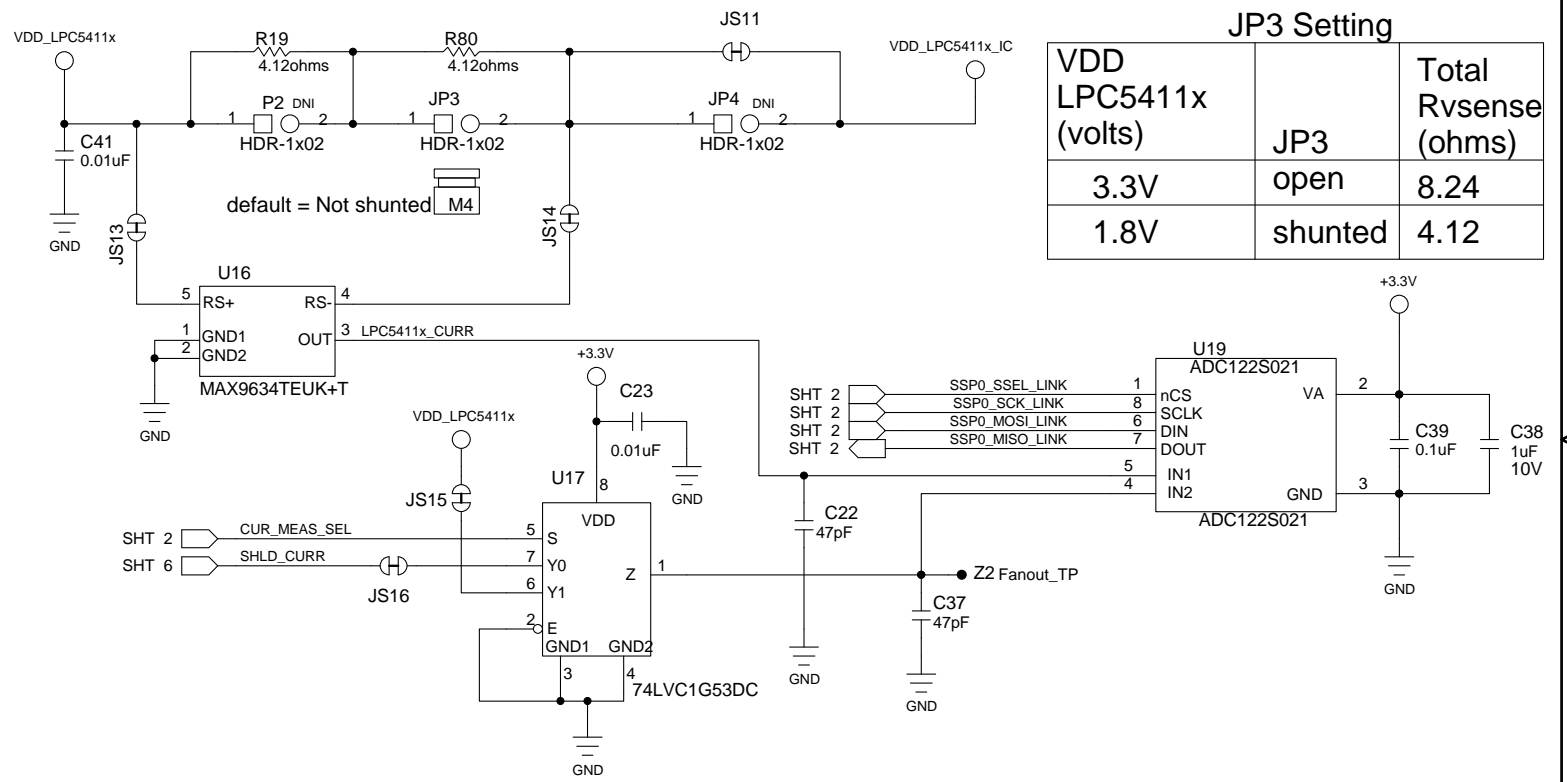 JS11
VDD_LPC5411x
R19
4.12ohms
R80
4.12ohms
VDD_LPC5411x_IC
P2 DNI
1
2
HDR-1x02
JP3
1
2
HDR-1x02
JP4 DNI
1
2
HDR-1x02
C41
0.01uF
GND
default = Not shunted
M4
JS13
JS14
JP3 Setting
VDD
LPC5411x
(volts)
JP3
Total
Rvsense
(ohms)
3.3V
open
8.24
1.8V
shunted
4.12
U16
5
RS+
RS-
4
1
GND1
OUT
3
LPC5411x_CURR
2
GND2
MAX9634TEUK+T
GND
+3.3V
C23
0.01uF
GND
VDD_LPC5411x
JS15
U17
8
VDD
SHT 2
CUR_MEAS_SEL
5
S
SHT 6
SHLD_CURR
JS16
7
Y0
6
Y1
Z
1
2
E
GND1
GND2
3
4
74LVC1G53DC
GND
+3.3V
U19
ADC122S021
SHT 2
SSP0_SSEL_LINK
1
nCS
SHT 2
SSP0_SCK_LINK
8
SCLK
SHT 2
SSP0_MOSI_LINK
6
DIN
SHT 2
SSP0_MISO_LINK
7
DOUT
5
IN1
4
IN2
VA
2
GND
3
ADC122S021
C39
0.1uF
C38
1uF
10V
GND
C22
47pF
GND
Z2 Fanout_TP
C37
47pF
GND